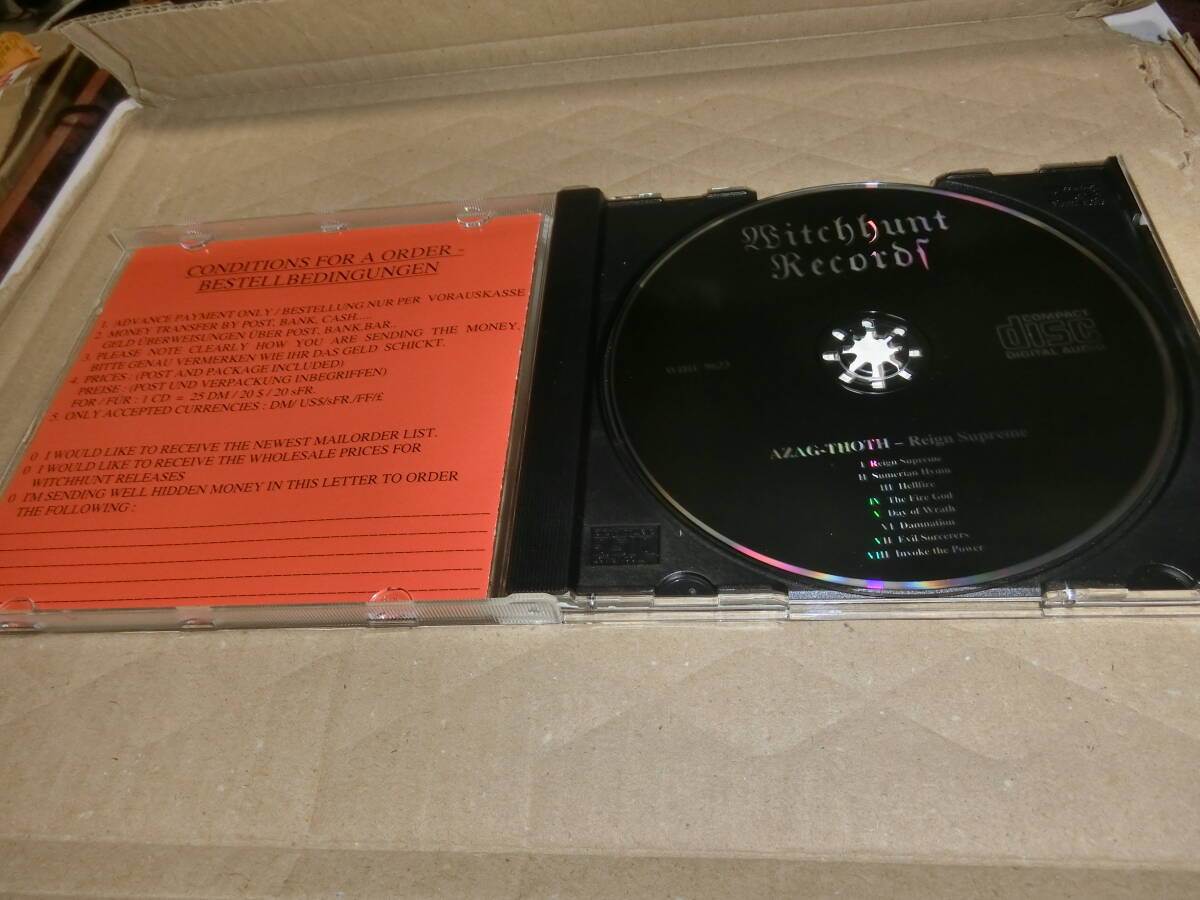 CONDITIONS FOR A ORDER -
BESTELLBEDINGUNGEN
1. ADVANCE PAYMENT ONLY / BESTELLUNG NUR PER VORAUSKASSE
2. MONEY TRANSFER BY POST, BANK, CASH....
GELD ÜBERWEISUNGEN ÜBER POST, BANK,BAR..
3. PLEASE NOTE CLEARLY HOW YOU ARE SENDING THE MONEY,
BITTE GENAU VERMERKEN WIE IHR DAS GELD SCHICKT.
4. PRICES : (POST AND PACKAGE INCLUDED)
PREISE : (POST UND VERPACKUNG INBEGRIFFEN)
FOR / FÜR : 1 CD = 25 DM / 20 $ / 20 sFR.
5. ONLY ACCEPTED CURRENCIES : DM/ US$/sFR./FF/£
0 I WOULD LIKE TO RECEIVE THE NEWEST MAILORDER LIST.
0 I WOULD LIKE TO RECEIVE THE WHOLESALE PRICES FOR
WITCHHUNT RELEASES
0 I'M SENDING WELL HIDDEN MONEY IN THIS LETTER TO ORDER
THE FOLLOWING :
Witchhunt
Records
COMPACT
disc
DIGITAL AUDIO
AZAG-THOTH – Reign Supreme
I Reign Supreme
II Sumerian Hymn
III Hellfire
IV The Fire God
V Day of Wrath
VI Damnation
VII Evil Sorcerers
VIII Invoke the Power